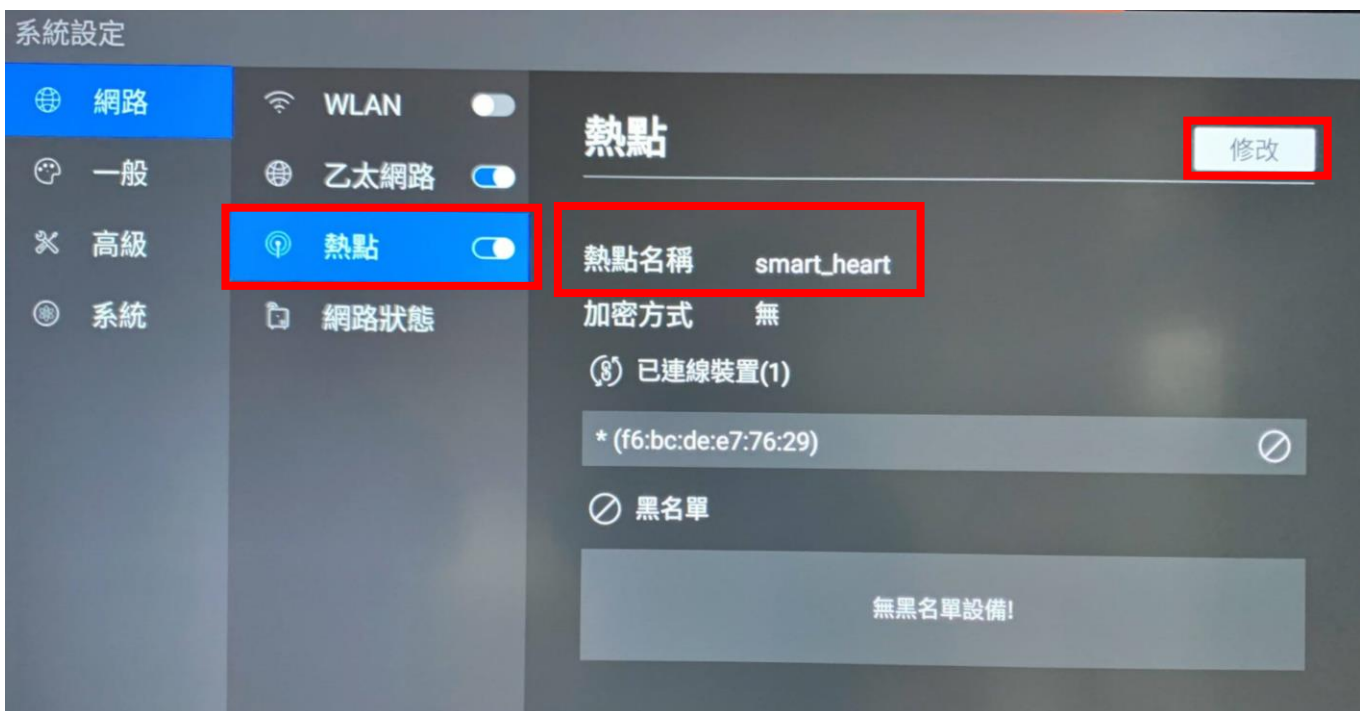 系統設定
網路
一般
高級
系統
WLAN
乙太網路
熱點
網路狀態
熱點
修改
熱點名稱 smart_heart
加密方式 無
已連線裝置(1)
* (f6:bc:de:e7:76:29)
黑名單
無黑名單設備!